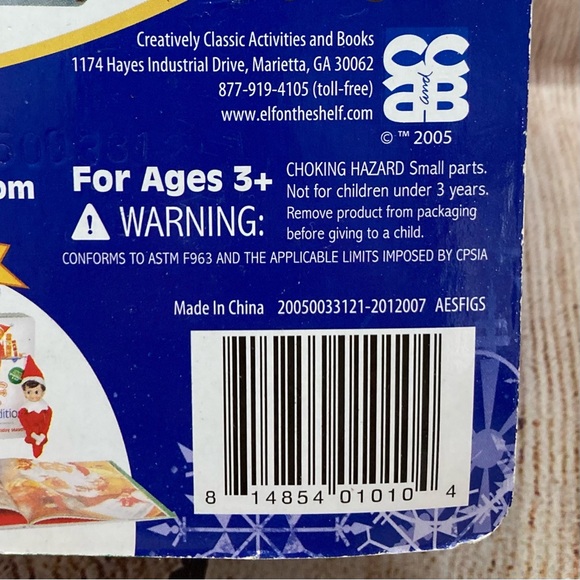 Creatively Classic Activities and Books
1174 Hayes Industrial Drive, Marietta, GA 30062
877-919-4105 (toll-free)
www.elfontheshelf.com
CC and AB
© ™ 2005
om
For Ages 3+
WARNING:
CHOKING HAZARD Small parts.
Not for children under 3 years.
Remove product from packaging
before giving to a child.
CONFORMS TO ASTM F963 AND THE APPLICABLE LIMITS IMPOSED BY CPSIA
Made In China 20050033121-2012007 AESFIGS
8 14854 01010 4